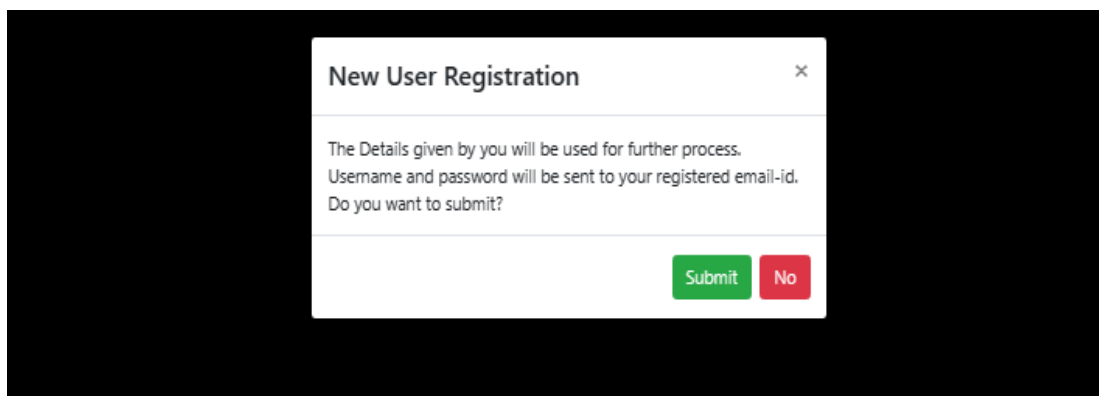 New User Registration ×
The Details given by you will be used for further process.
Username and password will be sent to your registered email-id.
Do you want to submit?
Submit No